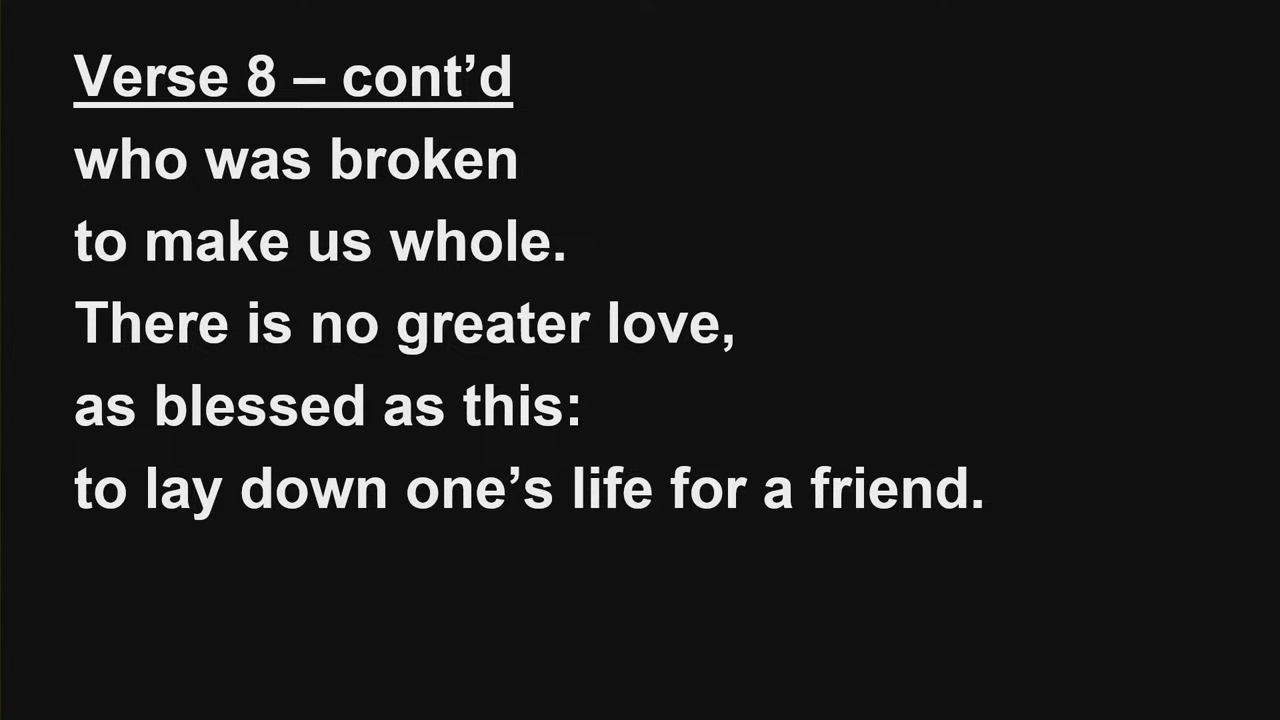 Verse 8 – cont’d
who was broken
to make us whole.
There is no greater love,
as blessed as this:
to lay down one’s life for a friend.